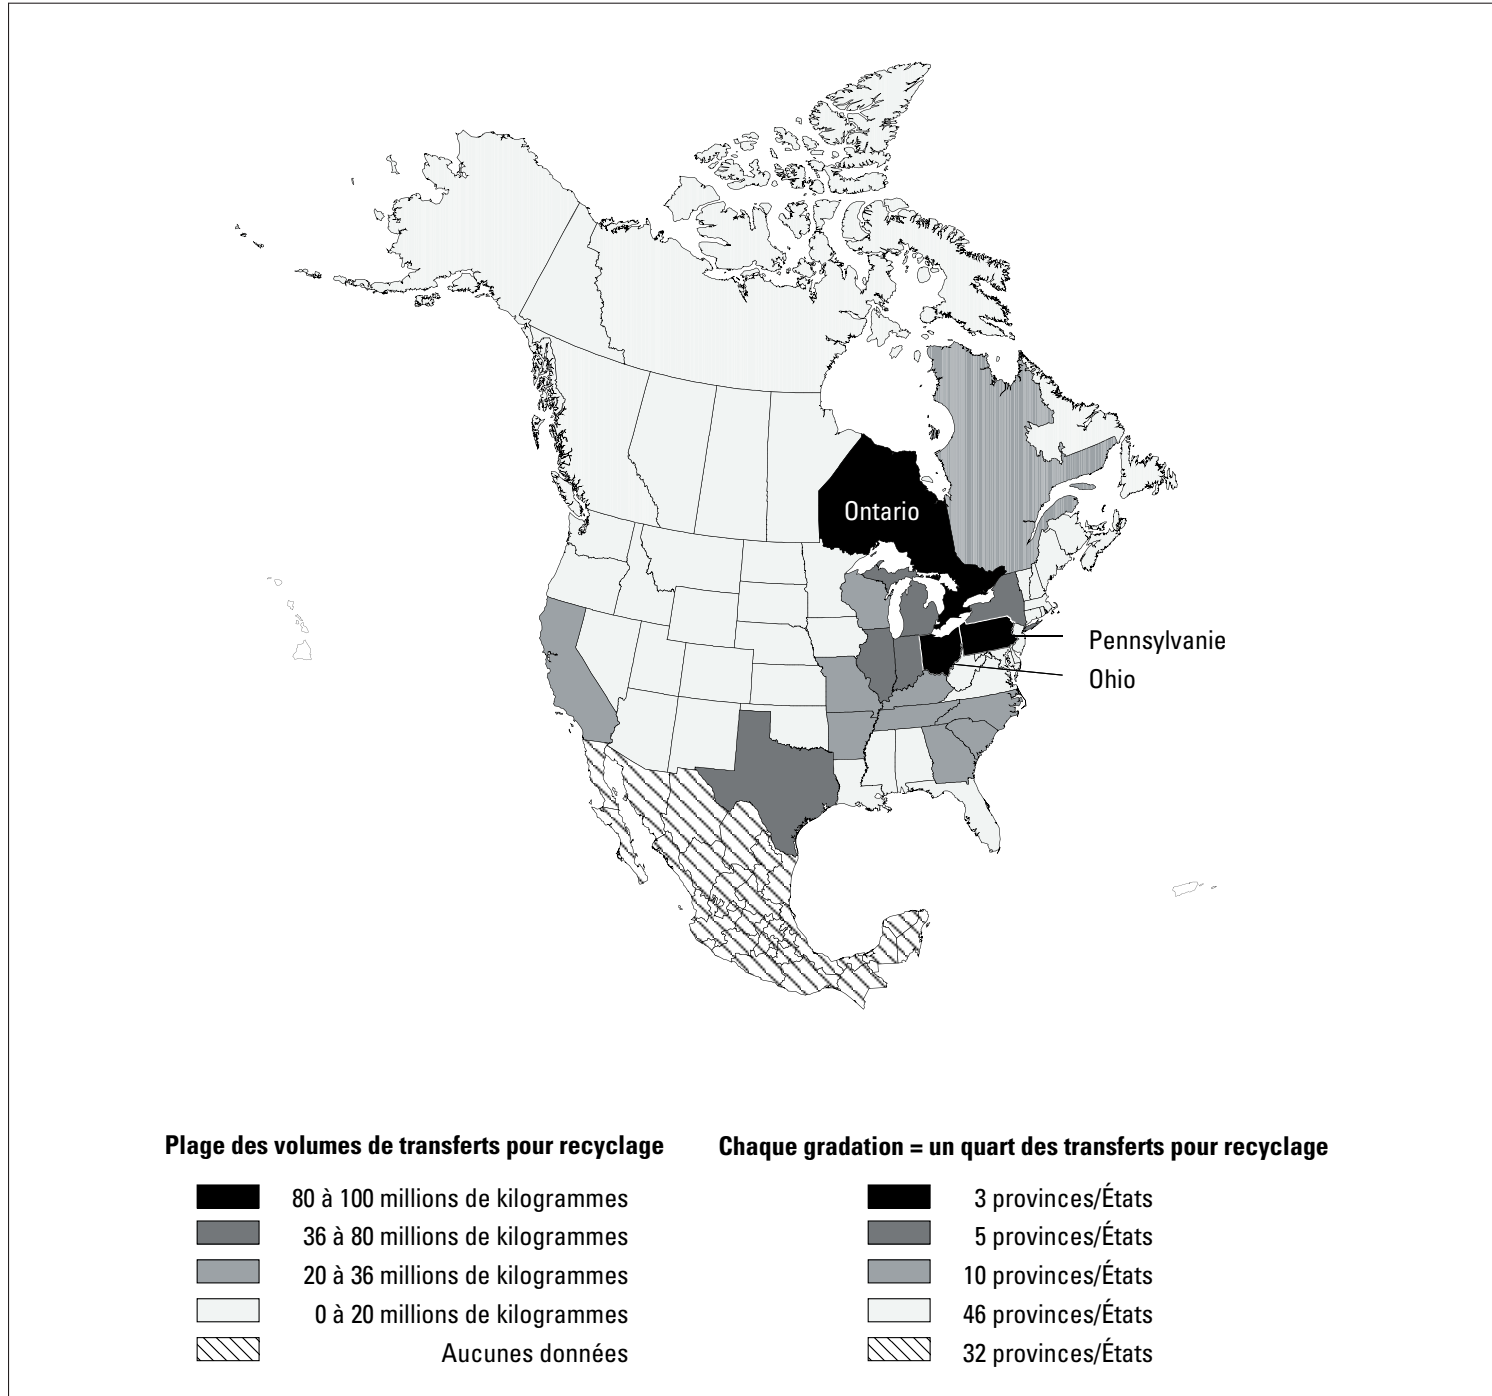 Ontario
Pennsylvanie
Ohio
Plage des volumes de transferts pour recyclage
80 à 100 millions de kilogrammes
36 à 80 millions de kilogrammes
20 à 36 millions de kilogrammes
0 à 20 millions de kilogrammes
Aucunes données
Chaque gradation = un quart des transferts pour recyclage
3 provinces/États
5 provinces/États
10 provinces/États
46 provinces/États
32 provinces/États